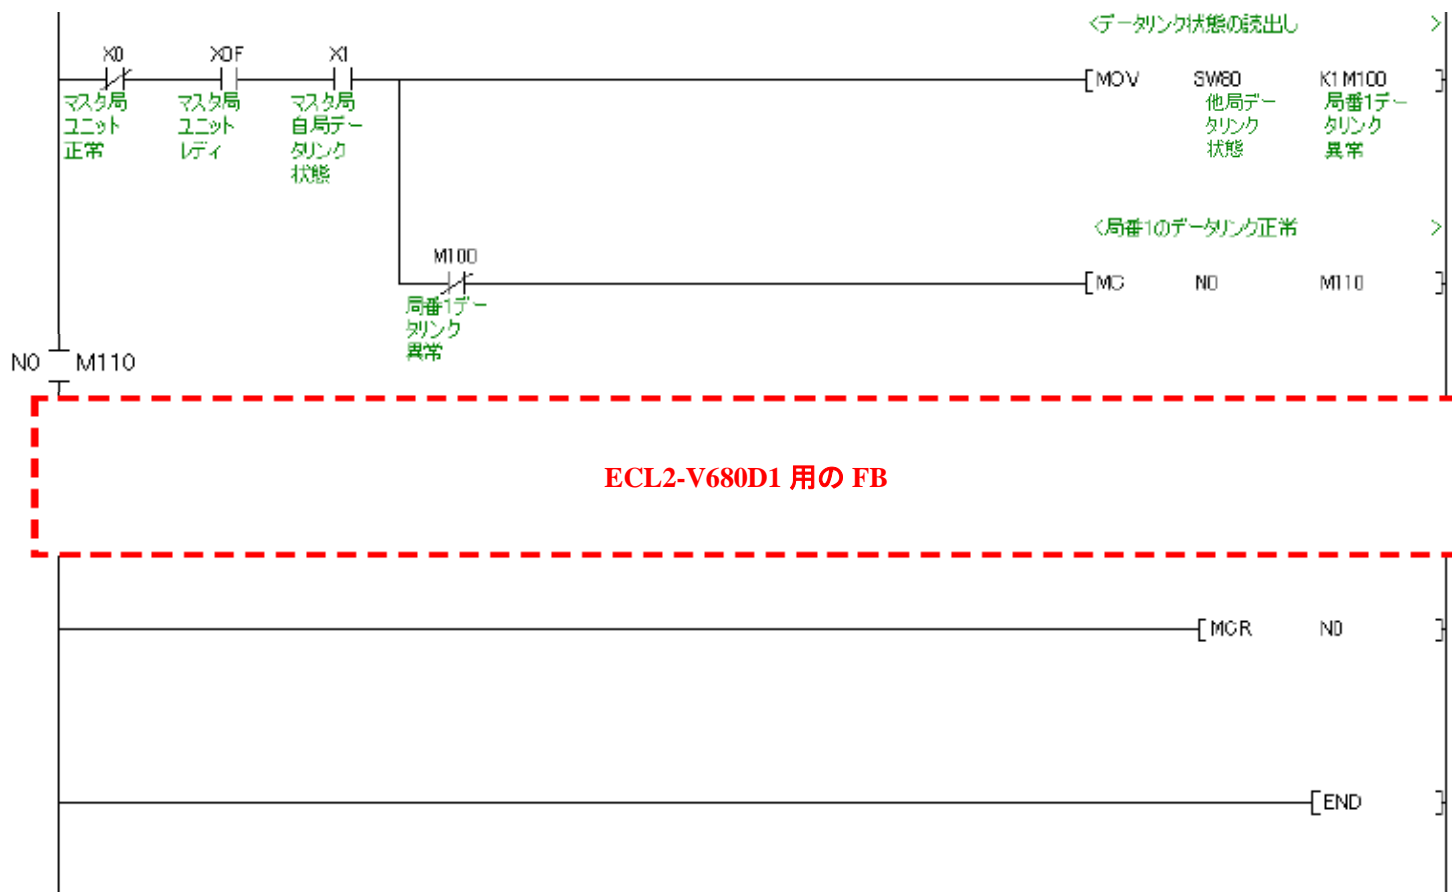 <データリンク状態の読出し >
X0 X0F X1
[MOV SW80 K1M100 ]
マスタ局
ユニット
正常
マスタ局
ユニット
レディ
マスタ局
自局デー
タリンク
状態
他局デー
タリンク
状態
局番1デー
タリンク
異常
<局番1のデータリンク正常 >
M100
[MC N0 M110 ]
局番1デー
タリンク
異常
N0 M110
ECL2-V680D1 用の FB
[MCR N0 ]
[END ]